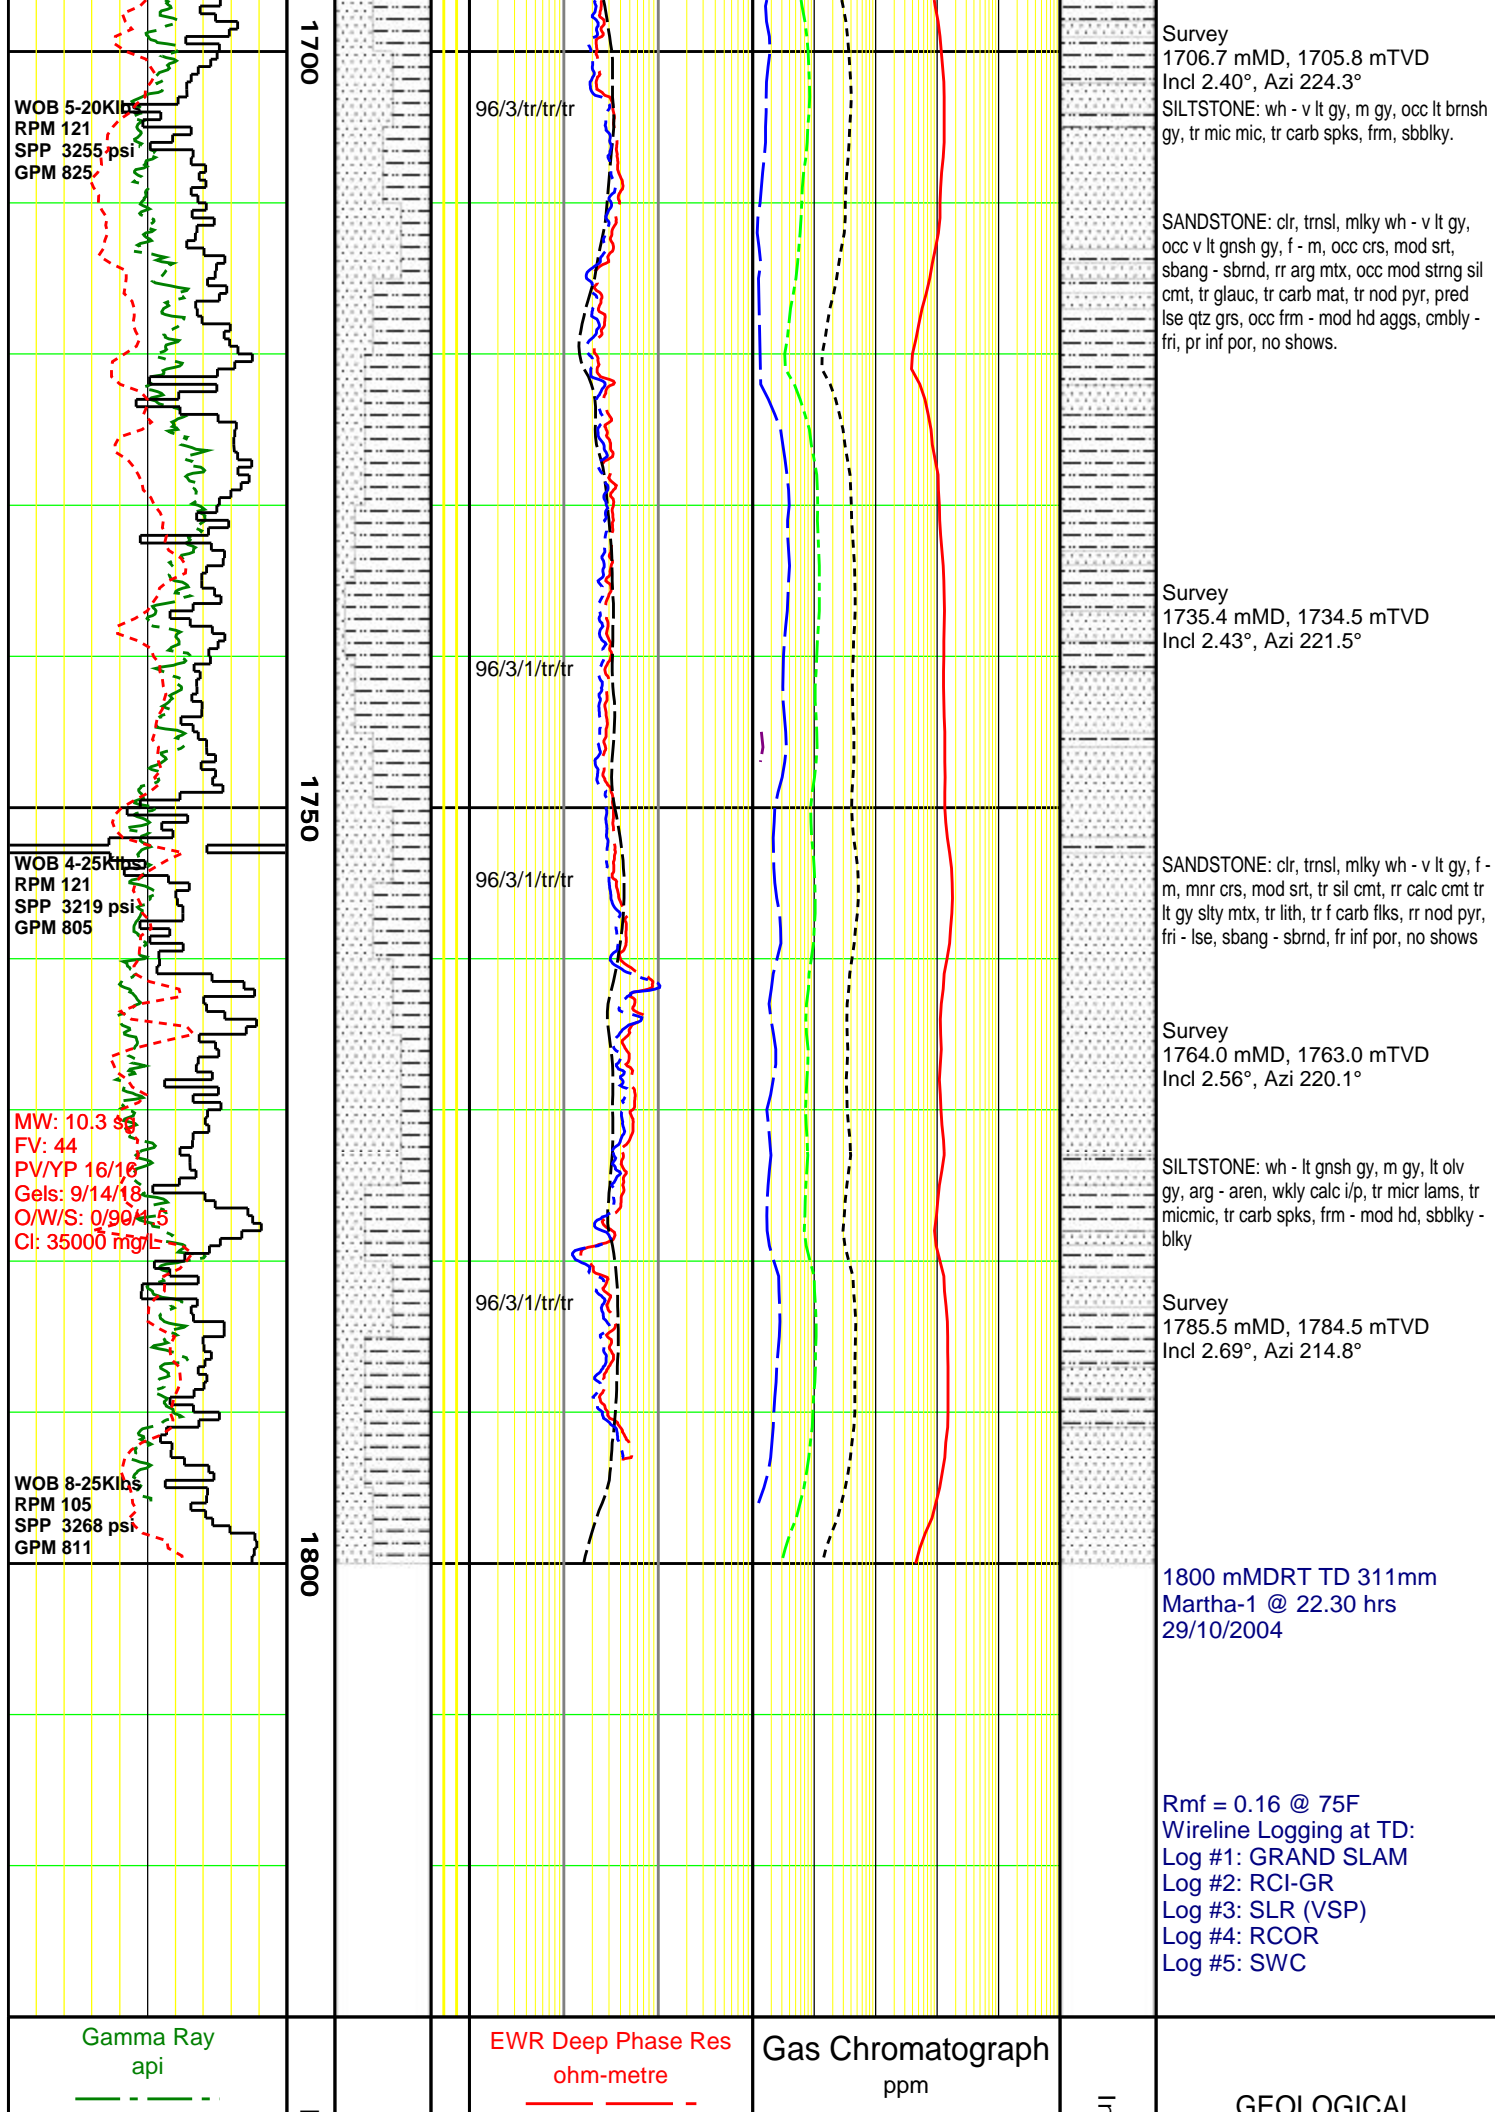 1700
WOB 5-20Klbs
RPM 121
SPP 3255 psi
GPM 825
96/3/tr/tr/tr
Survey
1706.7 mMD, 1705.8 mTVD
Incl 2.40°, Azi 224.3°
SILTSTONE: wh - v lt gy, m gy, occ lt brnsh
gy, tr mic mic, tr carb spks, frm, sbblky.
SANDSTONE: clr, trnsl, mlky wh - v lt gy,
occ v lt gnsh gy, f - m, occ crs, mod srt,
sbang - sbrnd, rr arg mtx, occ mod strng sil
cmt, tr glauc, tr carb mat, tr nod pyr, pred
lse qtz grs, occ frm - mod hd aggs, cmbly -
fri, pr inf por, no shows.
Survey
1735.4 mMD, 1734.5 mTVD
Incl 2.43°, Azi 221.5°
96/3/1/tr/tr
1750
WOB 4-25Klbs
RPM 121
SPP 3219 psi
GPM 805
96/3/1/tr/tr
SANDSTONE: clr, trnsl, mlky wh - v lt gy, f -
m, mnr crs, mod srt, tr sil cmt, rr calc cmt tr
lt gy slty mtx, tr lith, tr f carb flks, rr nod pyr,
fri - lse, sbang - sbrnd, fr inf por, no shows
Survey
1764.0 mMD, 1763.0 mTVD
Incl 2.56°, Azi 220.1°
MW: 10.3 sg
FV: 44
PV/YP 16/16
Gels: 9/14/18
O/W/S: 0/90/4.5
Cl: 35000 mg/L
SILTSTONE: wh - lt gnsh gy, m gy, lt olv
gy, arg - aren, wkly calc i/p, tr micr lams, tr
micmic, tr carb spks, frm - mod hd, sbblky -
blky
96/3/1/tr/tr
Survey
1785.5 mMD, 1784.5 mTVD
Incl 2.69°, Azi 214.8°
WOB 8-25Klbs
RPM 105
SPP 3268 psi
GPM 811
1800
1800 mMDRT TD 311mm
Martha-1 @ 22.30 hrs
29/10/2004
Rmf = 0.16 @ 75F
Wireline Logging at TD:
Log #1: GRAND SLAM
Log #2: RCI-GR
Log #3: SLR (VSP)
Log #4: RCOR
Log #5: SWC
Gamma Ray
api
EWR Deep Phase Res
ohm-metre
Gas Chromatograph
ppm
GEOLOGICAL